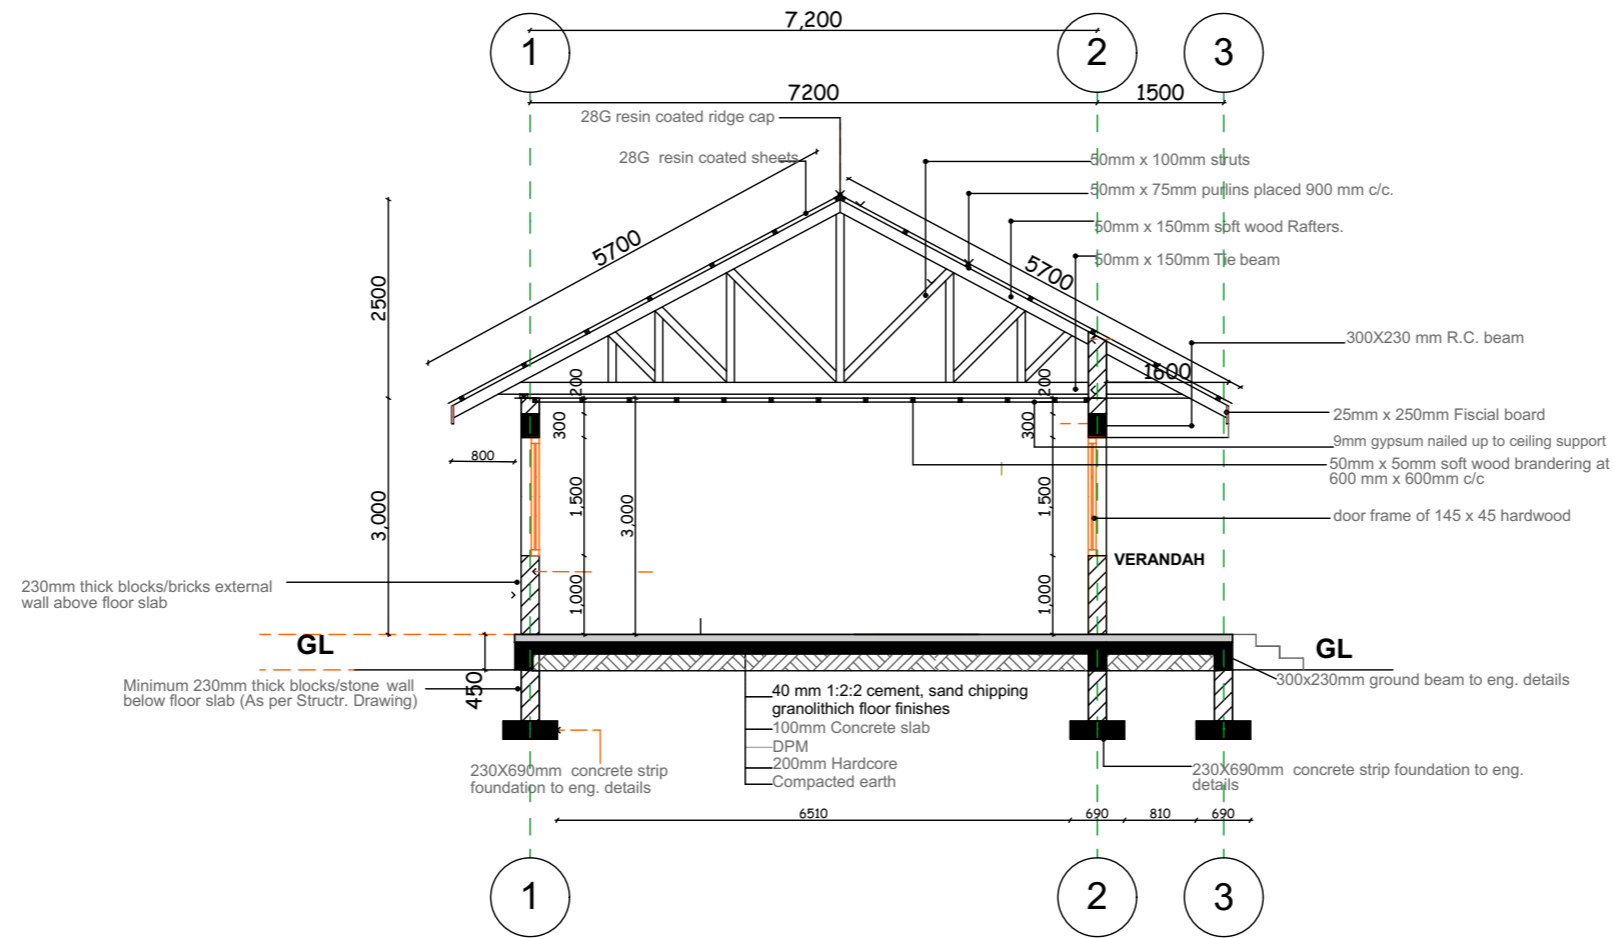 7,200
1
2
3
7200
1500
28G resin coated ridge cap
28G resin coated sheets
50mm x 100mm struts
50mm x 75mm purlins placed 900 mm c/c.
50mm x 150mm soft wood Rafters.
50mm x 150mm Tie beam
5700
5700
2500
300X230 mm R.C. beam
1600
200
200
25mm x 250mm Fiscial board
300
300
9mm gypsum nailed up to ceiling support
800
50mm x 5omm soft wood brandering at
600 mm x 600mm c/c
3,000
1,500
3,000
1,500
door frame of 145 x 45 hardwood
VERANDAH
230mm thick blocks/bricks external
wall above floor slab
1,000
1,000
GL
GL
450
Minimum 230mm thick blocks/stone wall
below floor slab (As per Structr. Drawing)
300x230mm ground beam to eng. details
40 mm 1:2:2 cement, sand chipping
granolithich floor finishes
100mm Concrete slab
DPM
200mm Hardcore
Compacted earth
230X690mm concrete strip
foundation to eng. details
230X690mm concrete strip foundation to eng.
details
6510
690
810
690
1
2
3